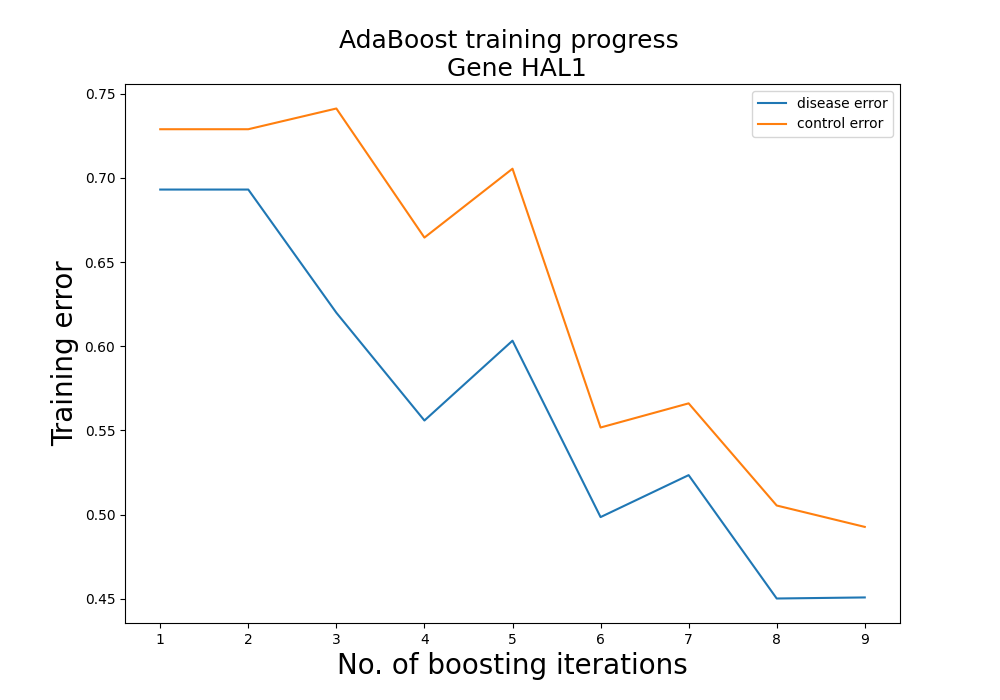 AdaBoost training progress
Gene HAL1
disease error
control error
Training error
0.75
0.70
0.65
0.60
0.55
0.50
0.45
1 2 3 4 5 6 7 8 9
No. of boosting iterations